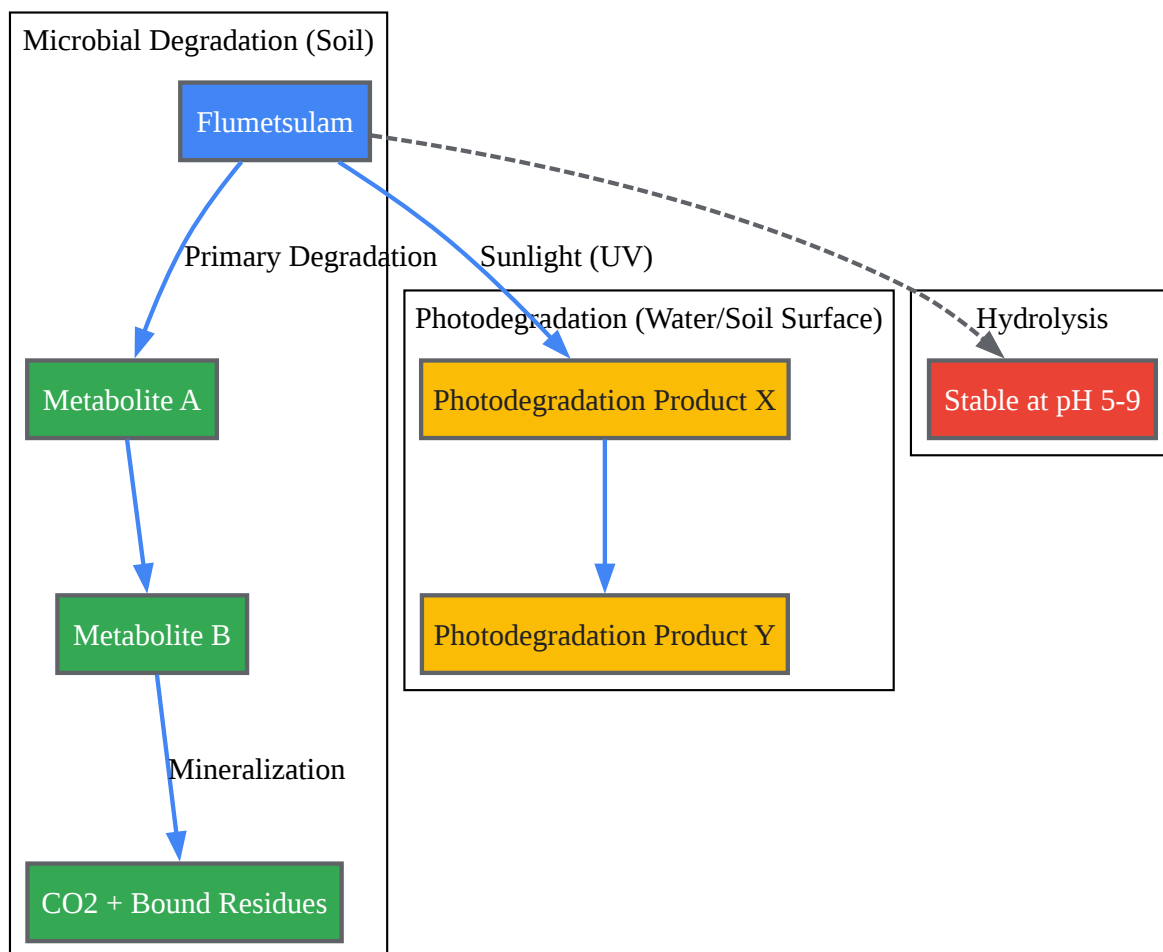 Microbial Degradation (Soil)
Flumetsulam
Primary Degradation
Sunlight (UV)
Photodegradation (Water/Soil Surface)
Hydrolysis
Metabolite A
Photodegradation Product X
Stable at pH 5-9
Metabolite B
Photodegradation Product Y
Mineralization
CO2 + Bound Residues